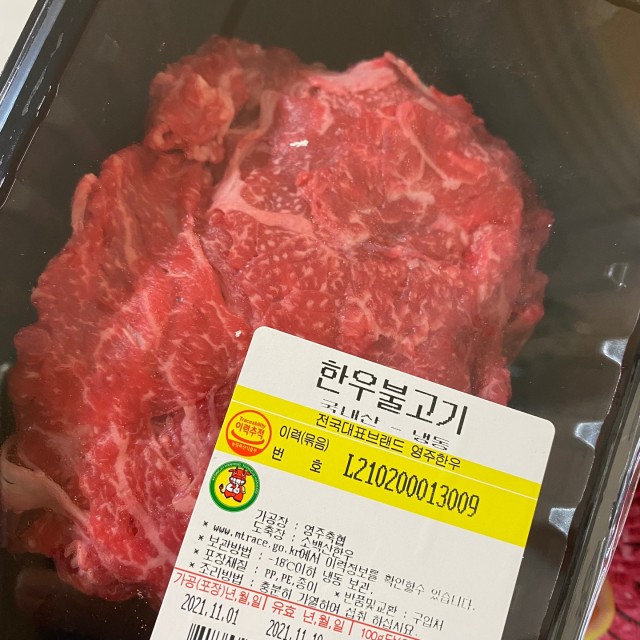 한우불고기
국내산 - 냉동
전국대표브랜드 영주한우
이력추적
이력(묶음)
번 호 L210200013009
가공장 : 영주축협
도축장 : 소백산한우
* www.mtrace.go.kr에서 이력정보를 확인할수 있습니다.
* 보관방법 : -18℃이하 냉동 보관
* 포장재질 : PP,PE,종이 * 반품및교환 : 구입처
* 조리방법 : 충분히 가열하여 섭취 하십시요
가공(포장)년,월,일 유효 년,월,일 100g당
2021.11.01 2021.11.10